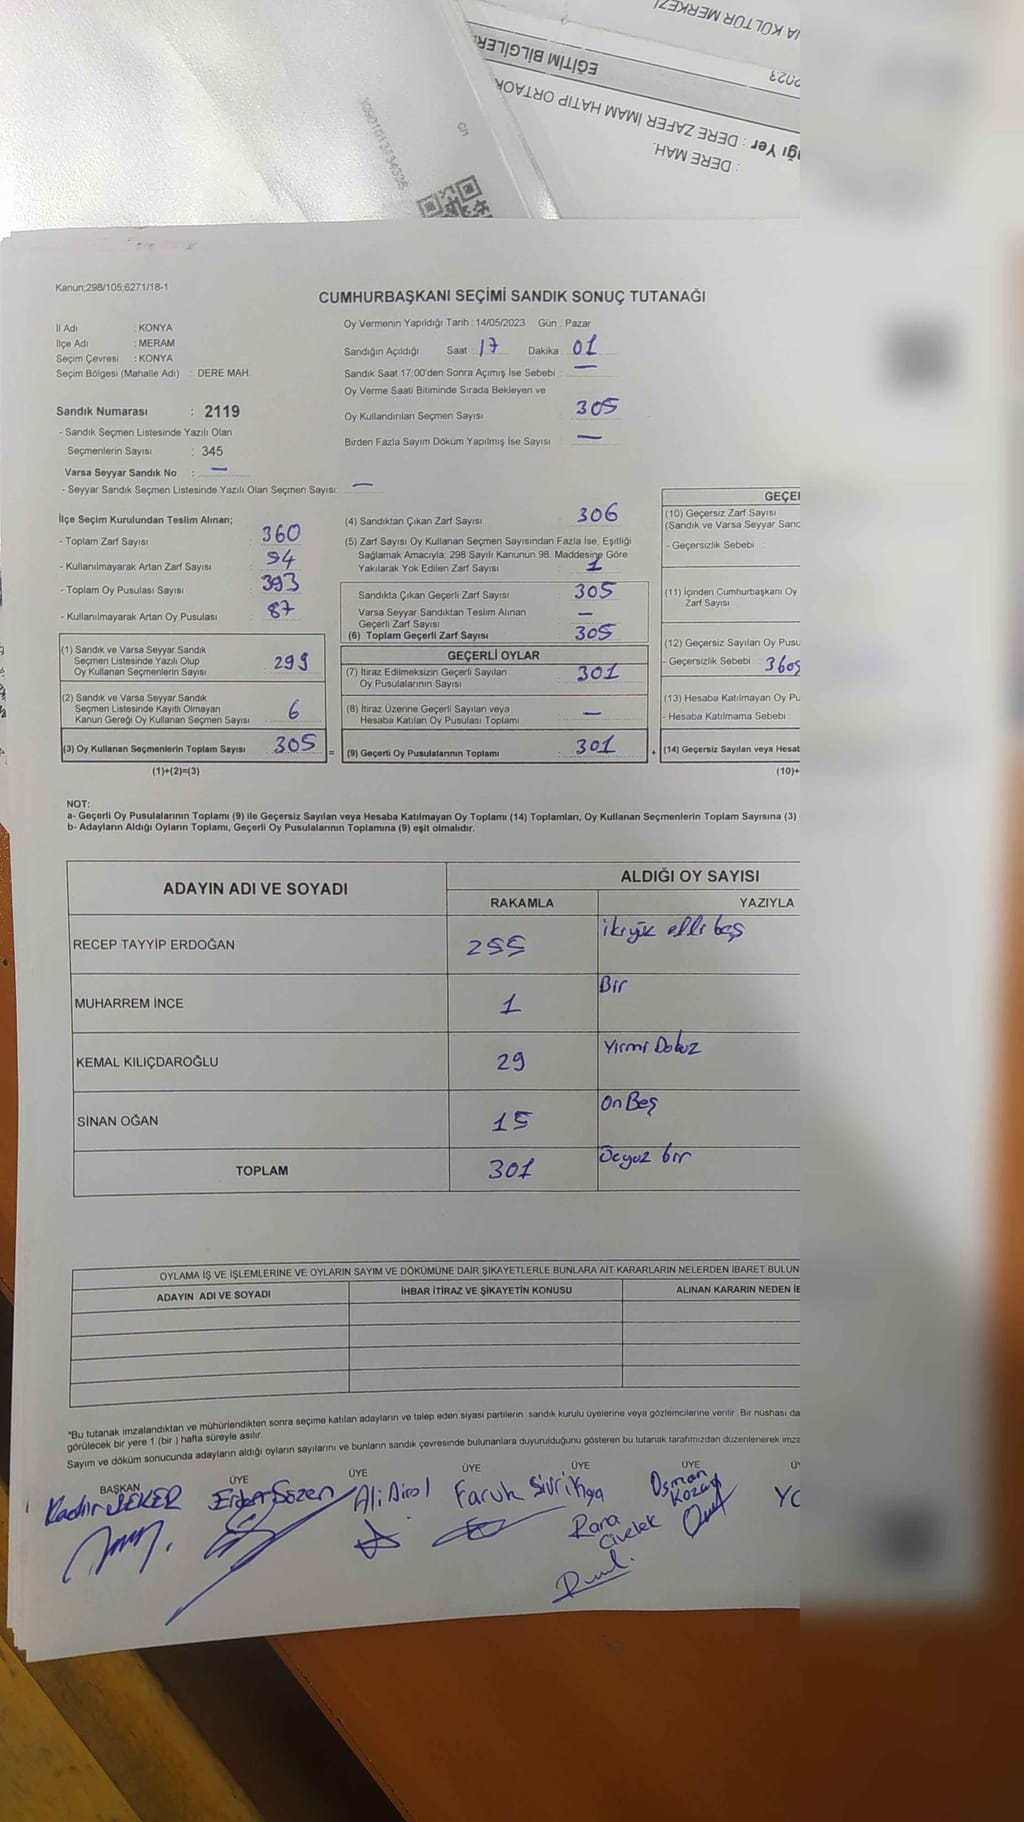 NA KÜLTÜR MERKEZİ
2023
EĞİTİM BİLGİLERİ
DERE ZAFER İMAM HATİP ORTAOK
ağı Yer
: DERE MAH.
Kanun;298/105;6271/18-1
CUMHURBAŞKANI SEÇİMİ SANDIK SONUÇ TUTANAĞI
İl Adı : KONYA
İlçe Adı : MERAM
Seçim Çevresi : KONYA
Seçim Bölgesi (Mahalle Adı) : DERE MAH.
Oy Vermenin Yapıldığı Tarih : 14/05/2023 Gün : Pazar
Sandığın Açıldığı Saat : 17 Dakika 01
Sandık Saat 17:00'den Sonra Açımış İse Sebebi : —
Oy Verme Saati Bitiminde Sırada Bekleyen ve
Oy Kullandırılan Seçmen Sayısı 305
Birden Fazla Sayım Döküm Yapılmış İse Sayısı : —
Sandık Numarası : 2119
- Sandık Seçmen Listesinde Yazılı Olan
Seçmenlerin Sayısı : 345
Varsa Seyyar Sandık No : —
- Seyyar Sandık Seçmen Listesinde Yazılı Olan Seçmen Sayısı: —
İlçe Seçim Kurulundan Teslim Alınan;
- Toplam Zarf Sayısı : 360
- Kullanılmayarak Artan Zarf Sayısı : 54
- Toplam Oy Pusulası Sayısı : 393
- Kullanılmayarak Artan Oy Pusulası : 87
(1) Sandık ve Varsa Seyyar Sandık
Seçmen Listesinde Yazılı Olup
Oy Kullanan Seçmenlerin Sayısı : 299
(2) Sandık ve Varsa Seyyar Sandık
Seçmen Listesinde Kayıtlı Olmayan
Kanun Gereği Oy Kullanan Seçmen Sayısı : 6
(3) Oy Kullanan Seçmenlerin Toplam Sayısı : 305 =
(1)+(2)=(3)
(4) Sandıktan Çıkan Zarf Sayısı : 306
(5) Zarf Sayısı Oy Kullanan Seçmen Sayısından Fazla İse, Eşitliği
Sağlamak Amacıyla; 298 Sayılı Kanunun 98. Maddesine Göre
Yakılarak Yok Edilen Zarf Sayısı : 1
Sandıkta Çıkan Geçerli Zarf Sayısı : 305
Varsa Seyyar Sandıktan Teslim Alınan
Geçerli Zarf Sayısı : —
(6) Toplam Geçerli Zarf Sayısı : 305
GEÇERLİ OYLAR
(7) İtiraz Edilmeksizin Geçerli Sayılan
Oy Pusulalarının Sayısı : 301
(8) İtiraz Üzerine Geçerli Sayılan veya
Hesaba Katılan Oy Pusulası Toplamı : —
(9) Geçerli Oy Pusulalarının Toplamı : 301 +
GEÇE
(10) Geçersiz Zarf Sayısı
(Sandık ve Varsa Seyyar Sand
- Geçersizlik Sebebi
(11) İçinden Cumhurbaşkanı Oy
Zarf Sayısı
(12) Geçersiz Sayılan Oy Pusu
- Geçersizlik Sebebi
(13) Hesaba Katılmayan Oy Pu
- Hesaba Katılmama Sebebi
(14) Geçersiz Sayılan veya Hesat
(10)+
NOT:
a- Geçerli Oy Pusulalarının Toplamı (9) ile Geçersiz Sayılan veya Hesaba Katılmayan Oy Toplamı (14) Toplamları, Oy Kullanan Seçmenlerin Toplam Sayısına (3)
b- Adayların Aldığı Oyların Toplamı, Geçerli Oy Pusulalarının Toplamına (9) eşit olmalıdır.
ADAYIN ADI VE SOYADI
ALDIĞI OY SAYISI
RAKAMLA YAZIYLA
RECEP TAYYİP ERDOĞAN 255 ikiyüz elli beş
MUHARREM İNCE 1 Bir
KEMAL KILIÇDAROĞLU 29 Yirmi Dokuz
SİNAN OĞAN 15 On Beş
TOPLAM 301 Üçyüz bir
OYLAMA İŞ VE İŞLEMLERİNE VE OYLARIN SAYIM VE DÖKÜMÜNE DAİR ŞİKAYETLERLE BUNLARA AİT KARARLARIN NELERDEN İBARET BULUN
ADAYIN ADI VE SOYADI İHBAR İTİRAZ VE ŞİKAYETİN KONUSU ALINAN KARARIN NEDEN İB
*Bu tutanak imzalandıktan ve mühürlendikten sonra seçime katılan adayların ve talep eden siyasi partilerin sandık kurulu üyelerine veya gözlemcilerine verilir. Bir nüshası da
görülecek bir yere 1 (bir) hafta süreyle asılır.
Sayım ve döküm sonucunda adayların aldığı oyların sayılarını ve bunların sandık çevresinde bulunanlara duyurulduğunu gösteren bu tutanak tarafımızdan düzenlenerek imza
BAŞKAN ÜYE ÜYE ÜYE ÜYE ÜYE
Kadir ŞEKER Erdem Sözen Ali Birol Faruk Sivrikaya Osman
Kozan
Rana
Civelek